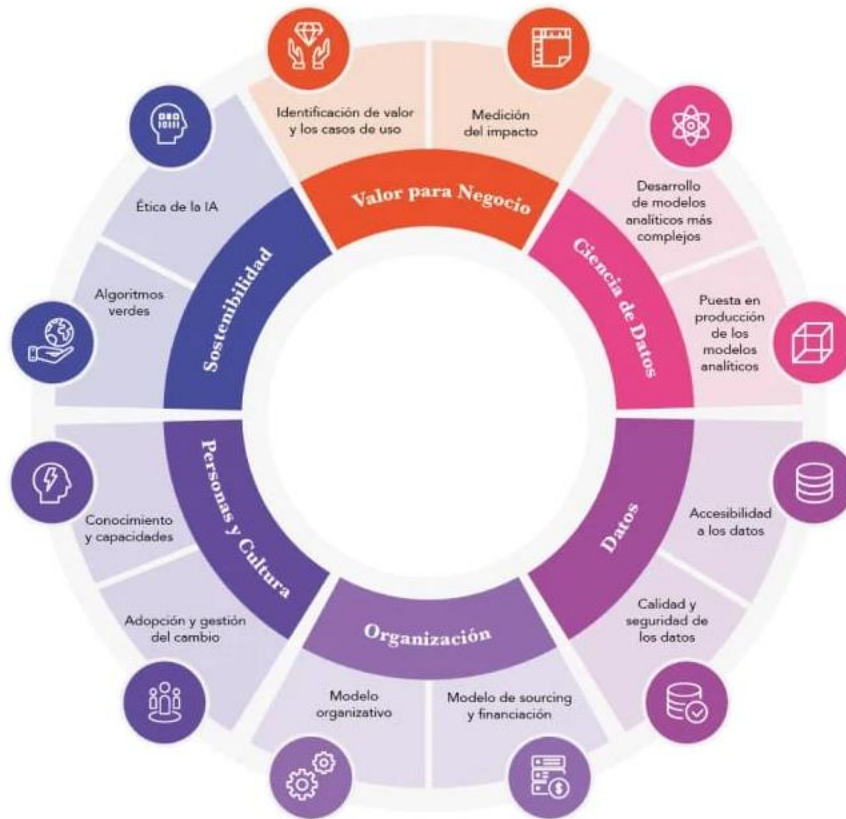 Identificación de valor
y los casos de uso
Medición
del impacto
Valor para Negocio
Desarrollo
de modelos
analíticos más
complejos
Puesta en
producción
de los
modelos
analíticos
Ciencia de Datos
Accesibilidad
a los datos
Calidad y
seguridad de
los datos
Datos
Modelo de sourcing
y financiación
Modelo
organizativo
Organización
Adopción y gestión
del cambio
Conocimiento
y capacidades
Personas y Cultura
Algoritmos
verdes
Ética de la IA
Sostenibilidad